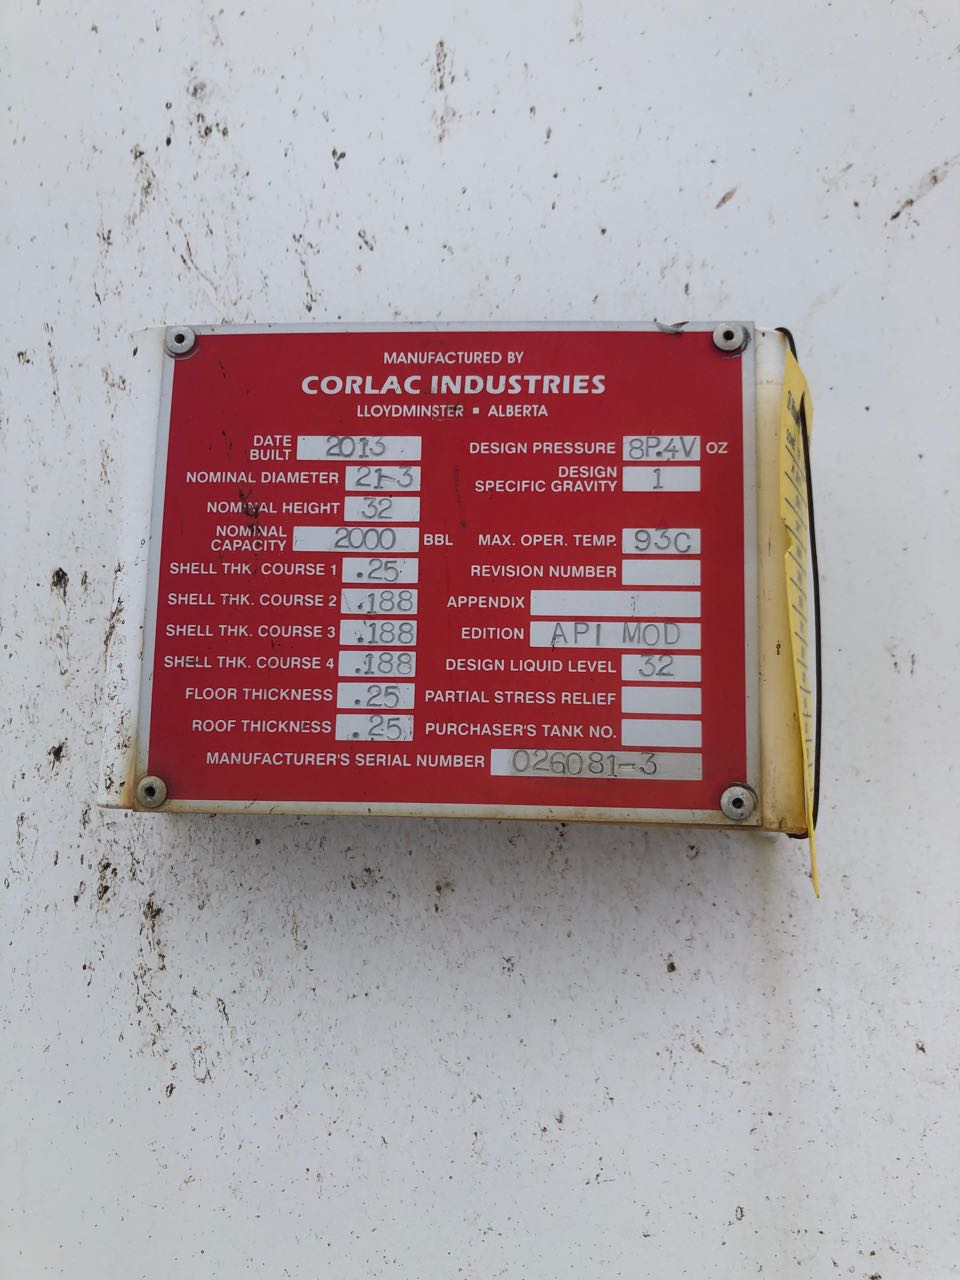 MANUFACTURED BY
CORLAC INDUSTRIES
LLOYDMINSTER ▪ ALBERTA
DATE BUILT 2013
NOMINAL DIAMETER 21-3
NOMINAL HEIGHT 32
NOMINAL CAPACITY 2000 BBL
SHELL THK. COURSE 1 .25
SHELL THK. COURSE 2 .188
SHELL THK. COURSE 3 .188
SHELL THK. COURSE 4 .188
FLOOR THICKNESS .25
ROOF THICKNESS .25
DESIGN PRESSURE 8P.4V OZ
DESIGN SPECIFIC GRAVITY 1
MAX. OPER. TEMP. 93C
REVISION NUMBER
APPENDIX
EDITION API MOD
DESIGN LIQUID LEVEL 32
PARTIAL STRESS RELIEF
PURCHASER'S TANK NO.
MANUFACTURER'S SERIAL NUMBER 026081-3